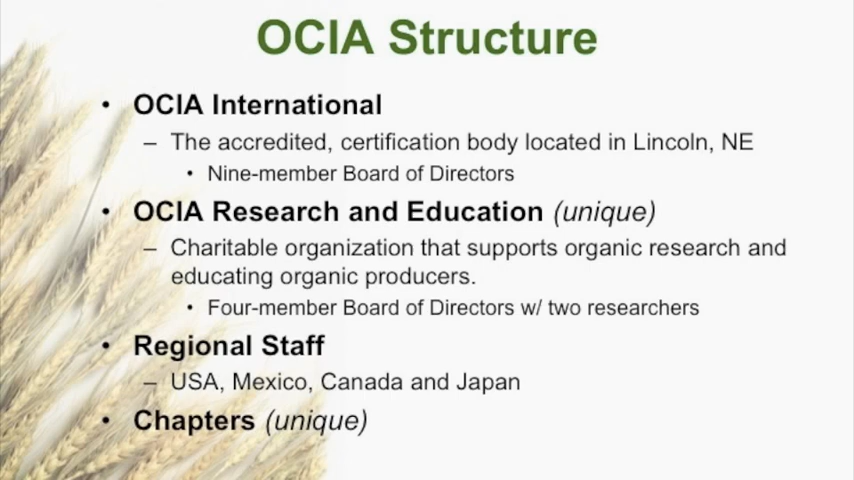 OCIA Structure
• OCIA International
– The accredited, certification body located in Lincoln, NE
• Nine-member Board of Directors
• OCIA Research and Education (unique)
– Charitable organization that supports organic research and
educating organic producers.
• Four-member Board of Directors w/ two researchers
• Regional Staff
– USA, Mexico, Canada and Japan
• Chapters (unique)